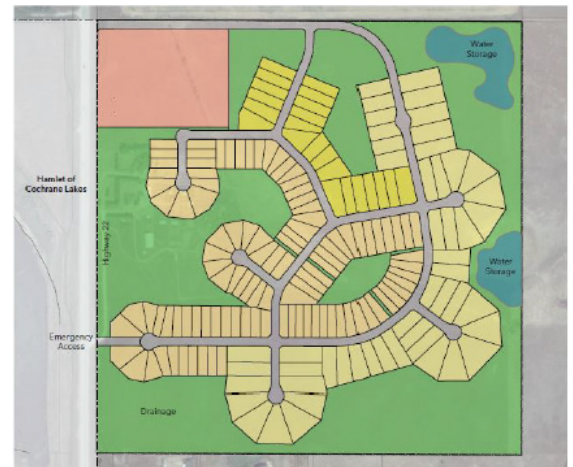 Water
Storage
Hamlet of
Cochrane Lakes
Highway 22
Water
Storage
Emergency
Access
Drainage